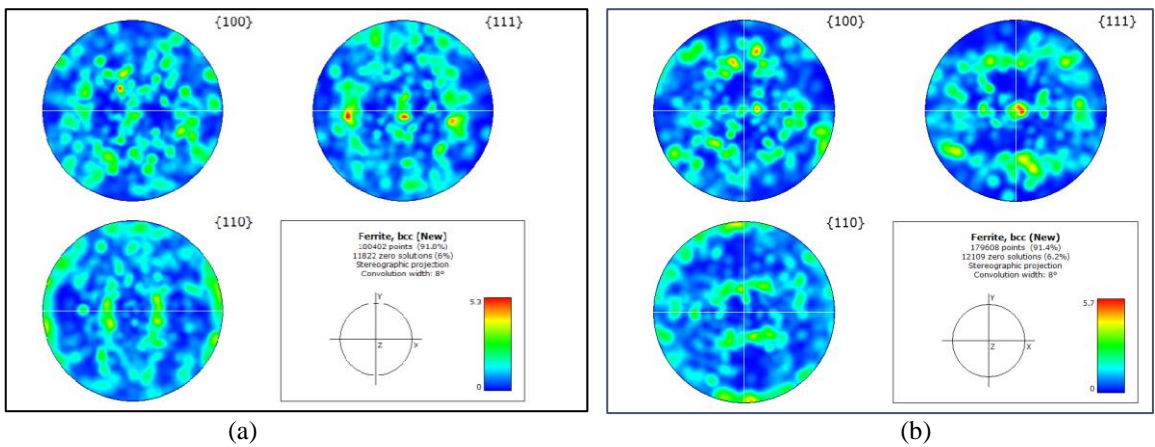 {100}
{111}
{110}
Ferrite, bcc (New)
180402 points (91.8%)
11822 zero solutions (6%)
Stereographic projection
Convolution width: 8°
Y
Z
X
5.3
0
(a)
{100}
{111}
{110}
Ferrite, bcc (New)
179608 points (91.4%)
12109 zero solutions (6.2%)
Stereographic projection
Convolution width: 8°
Y
Z
X
5.7
0
(b)